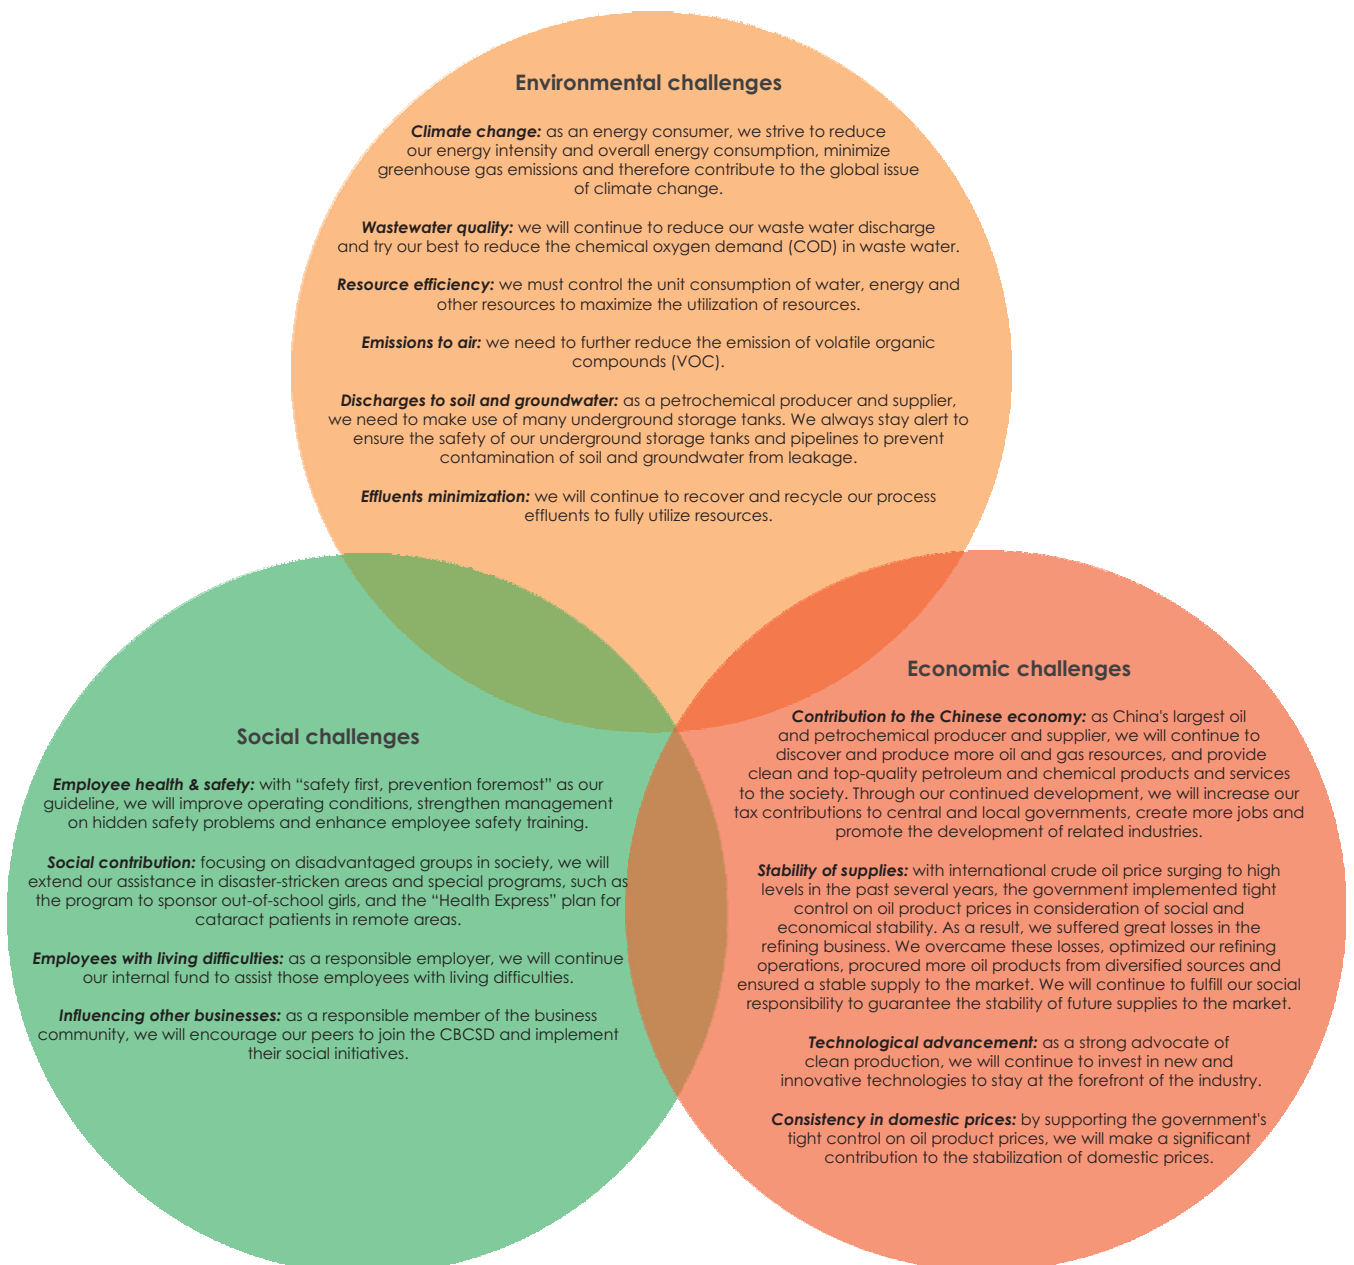 Environmental challenges
Climate change: as an energy consumer, we strive to reduce
our energy intensity and overall energy consumption, minimize
greenhouse gas emissions and therefore contribute to the global issue
of climate change.
Wastewater quality: we will continue to reduce our waste water discharge
and try our best to reduce the chemical oxygen demand (COD) in waste water.
Resource efficiency: we must control the unit consumption of water, energy and
other resources to maximize the utilization of resources.
Emissions to air: we need to further reduce the emission of volatile organic
compounds (VOC).
Discharges to soil and groundwater: as a petrochemical producer and supplier,
we need to make use of many underground storage tanks. We always stay alert to
ensure the safety of our underground storage tanks and pipelines to prevent
contamination of soil and groundwater from leakage.
Effluents minimization: we will continue to recover and recycle our process
effluents to fully utilize resources.
Social challenges
Employee health & safety: with “safety first, prevention foremost” as our
guideline, we will improve operating conditions, strengthen management
on hidden safety problems and enhance employee safety training.
Social contribution: focusing on disadvantaged groups in society, we will
extend our assistance in disaster-stricken areas and special programs, such as
the program to sponsor out-of-school girls, and the “Health Express” plan for
cataract patients in remote areas.
Employees with living difficulties: as a responsible employer, we will continue
our internal fund to assist those employees with living difficulties.
Influencing other businesses: as a responsible member of the business
community, we will encourage our peers to join the CBCSD and implement
their social initiatives.
Economic challenges
Contribution to the Chinese economy: as China's largest oil
and petrochemical producer and supplier, we will continue to
discover and produce more oil and gas resources, and provide
clean and top-quality petroleum and chemical products and services
to the society. Through our continued development, we will increase our
tax contributions to central and local governments, create more jobs and
promote the development of related industries.
Stability of supplies: with international crude oil price surging to high
levels in the past several years, the government implemented tight
control on oil product prices in consideration of social and
economical stability. As a result, we suffered great losses in the
refining business. We overcame these losses, optimized our refining
operations, procured more oil products from diversified sources and
ensured a stable supply to the market. We will continue to fulfill our social
responsibility to guarantee the stability of future supplies to the market.
Technological advancement: as a strong advocate of
clean production, we will continue to invest in new and
innovative technologies to stay at the forefront of the industry.
Consistency in domestic prices: by supporting the government's
tight control on oil product prices, we will make a significant
contribution to the stabilization of domestic prices.